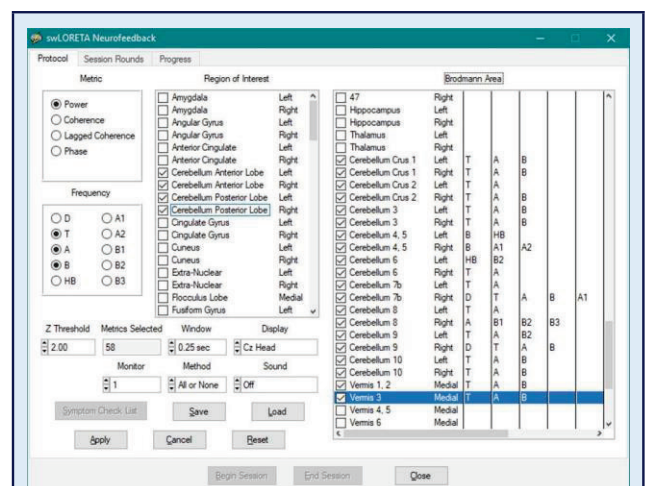 swLORETA Neurofeedback
Protocol Session Rounds Progress
Metric
Power
Coherence
Lagged Coherence
Phase
Frequency
D A1
T A2
A B1
B B2
HB B3
Region of Interest
Amygdala Left
Amygdala Right
Angular Gyrus Left
Angular Gyrus Right
Anterior Cingulate Left
Anterior Cingulate Right
Cerebellum Anterior Lobe Left
Cerebellum Anterior Lobe Right
Cerebellum Posterior Lobe Left
Cerebellum Posterior Lobe Right
Cingulate Gyrus Left
Cingulate Gyrus Right
Cuneus Left
Cuneus Right
Extra-Nuclear Left
Extra-Nuclear Right
Flocculus Lobe Medial
Fusiform Gyrus Left
Brodmann Area
47 Right
Hippocampus Left
Hippocampus Right
Thalamus Left
Thalamus Right
Cerebellum Crus 1 Left T A B
Cerebellum Crus 1 Right T A B
Cerebellum Crus 2 Left T A
Cerebellum Crus 2 Right T A B
Cerebellum 3 Left T A B
Cerebellum 3 Right T A B
Cerebellum 4, 5 Left B HB
Cerebellum 4, 5 Right B A1 A2
Cerebellum 6 Left HB B2
Cerebellum 6 Right T A
Cerebellum 7b Left T A
Cerebellum 7b Right D T A B A1
Cerebellum 8 Left T A
Cerebellum 8 Right A B1 B2 B3
Cerebellum 9 Left T A B2
Cerebellum 9 Right D T A B
Cerebellum 10 Left T A B
Cerebellum 10 Right T A B
Vermis 1, 2 Medial T A B
Vermis 3 Medial T A B
Vermis 4, 5 Medial
Vermis 6 Medial
Z Threshold Metrics Selected Window Display
2.00 58 0.25 sec Cz Head
Monitor Method Sound
1 All or None Off
Symptom Check List Save Load
Apply Cancel Reset
Begin Session End Session Close